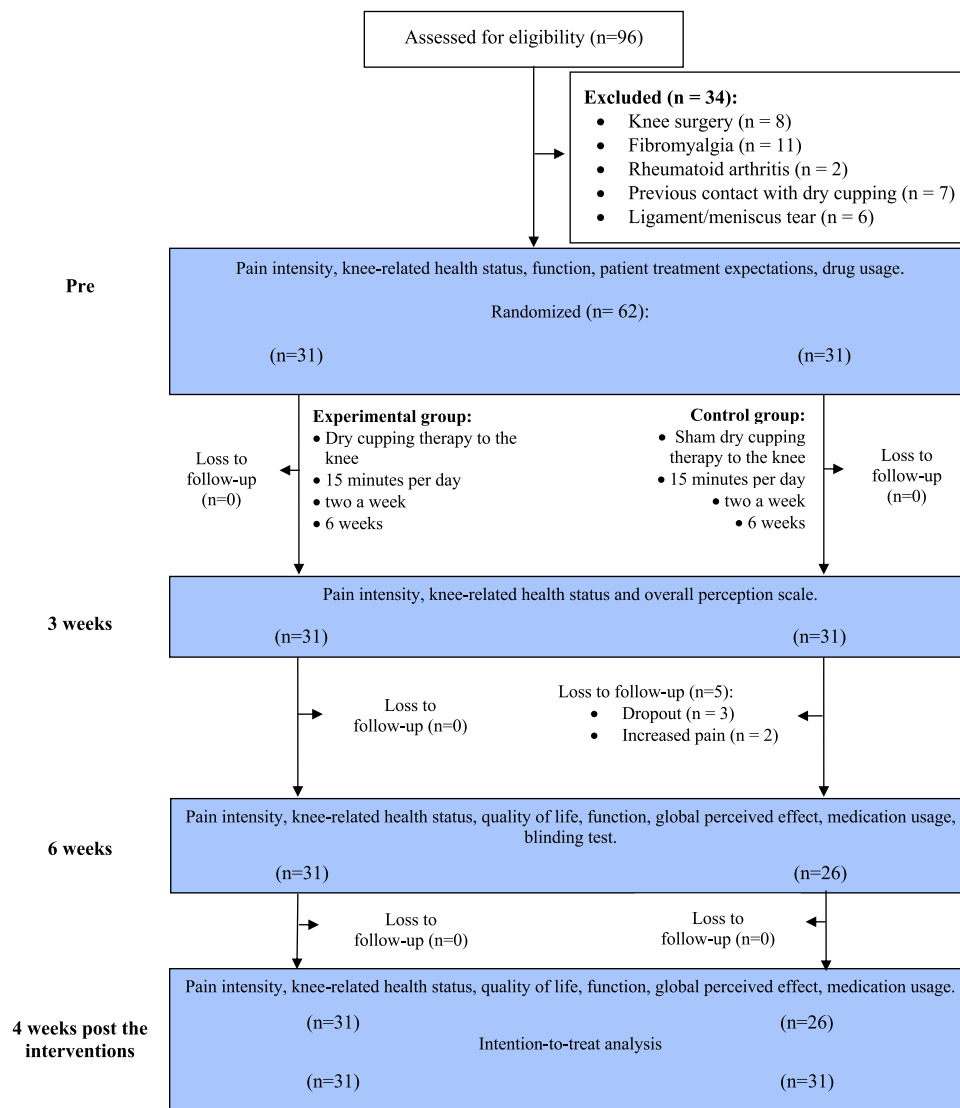 Assessed for eligibility (n=96)
Excluded (n = 34):
• Knee surgery (n = 8)
• Fibromyalgia (n = 11)
• Rheumatoid arthritis (n = 2)
• Previous contact with dry cupping (n = 7)
• Ligament/meniscus tear (n = 6)
Pre
Pain intensity, knee-related health status, function, patient treatment expectations, drug usage.
Randomized (n= 62):
(n=31)
(n=31)
Loss to
follow-up
(n=0)
Experimental group:
• Dry cupping therapy to the
knee
• 15 minutes per day
• two a week
• 6 weeks
Control group:
• Sham dry cupping
therapy to the knee
• 15 minutes per day
• two a week
• 6 weeks
Loss to
follow-up
(n=0)
3 weeks
Pain intensity, knee-related health status and overall perception scale.
(n=31)
(n=31)
Loss to
follow-up (n=0)
Loss to follow-up (n=5):
• Dropout (n = 3)
• Increased pain (n = 2)
6 weeks
Pain intensity, knee-related health status, quality of life, function, global perceived effect, medication usage,
blinding test.
(n=31)
(n=26)
Loss to
follow-up (n=0)
Loss to
follow-up (n=0)
4 weeks post the
interventions
Pain intensity, knee-related health status, quality of life, function, global perceived effect, medication usage.
(n=31)
(n=26)
Intention-to-treat analysis
(n=31)
(n=31)